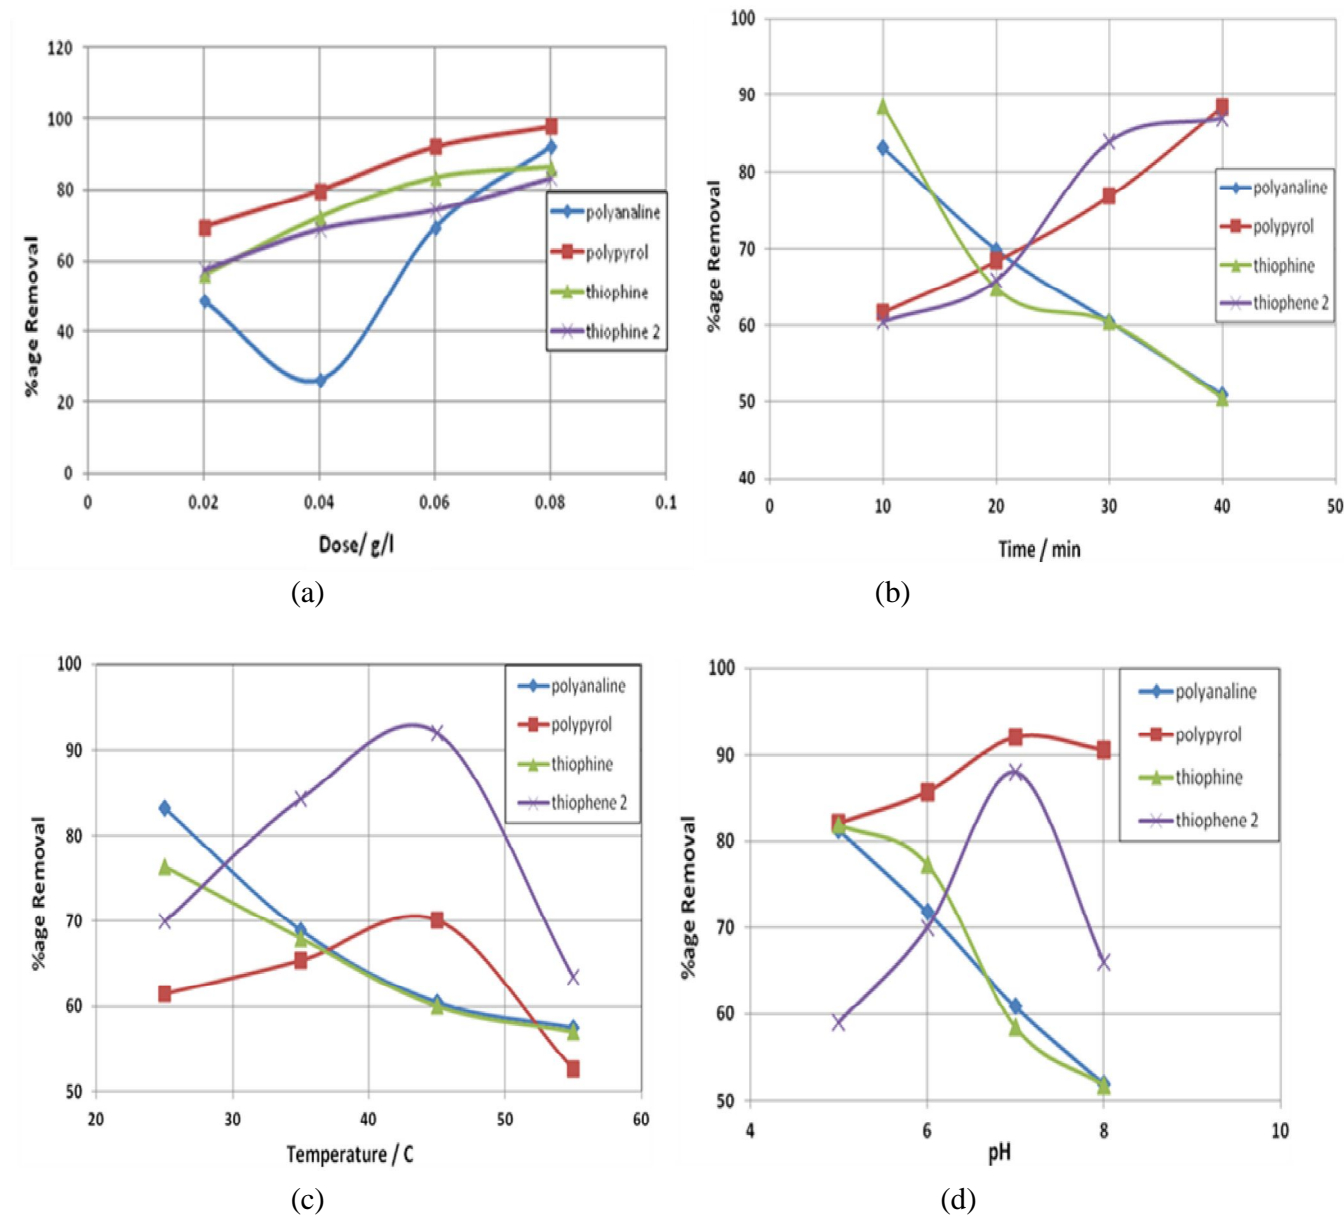 120
100
80
60
40
20
0
%age Removal
polyanaline
polypyrol
thiophine
thiophine 2
0 0.02 0.04 0.06 0.08 0.1
Dose/ g/l
(a)
100
90
80
70
60
50
40
%age Removal
polyanaline
polypyrol
thiophine
thiophene 2
0 10 20 30 40 50
Time / min
(b)
100
90
80
70
60
50
%age Removal
polyanaline
polypyrol
thiophine
thiophene 2
20 30 40 50 60
Temperature / C
(c)
100
90
80
70
60
50
%age Removal
polyanaline
polypyrol
thiophine
thiophene 2
4 6 8 10
pH
(d)